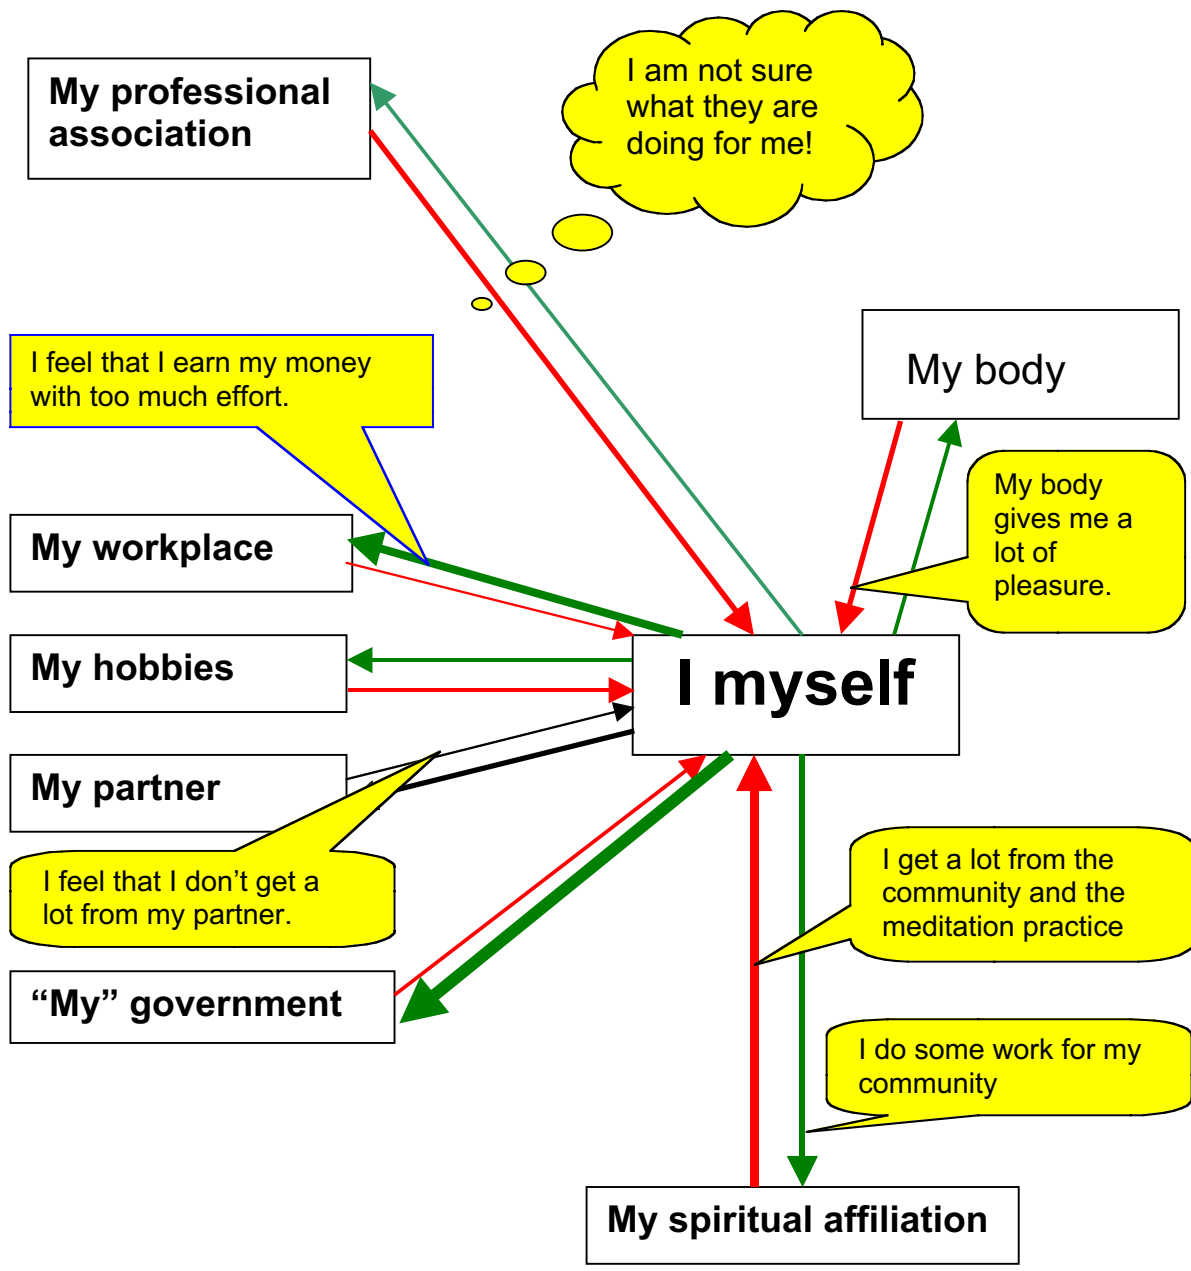 My professional
association
I am not sure
what they are
doing for me!
I feel that I earn my money
with too much effort.
My body
My body
gives me a
lot of
pleasure.
My workplace
My hobbies
I myself
My partner
I feel that I don’t get a
lot from my partner.
I get a lot from the
community and the
meditation practice
“My” government
I do some work for my
community
My spiritual affiliation